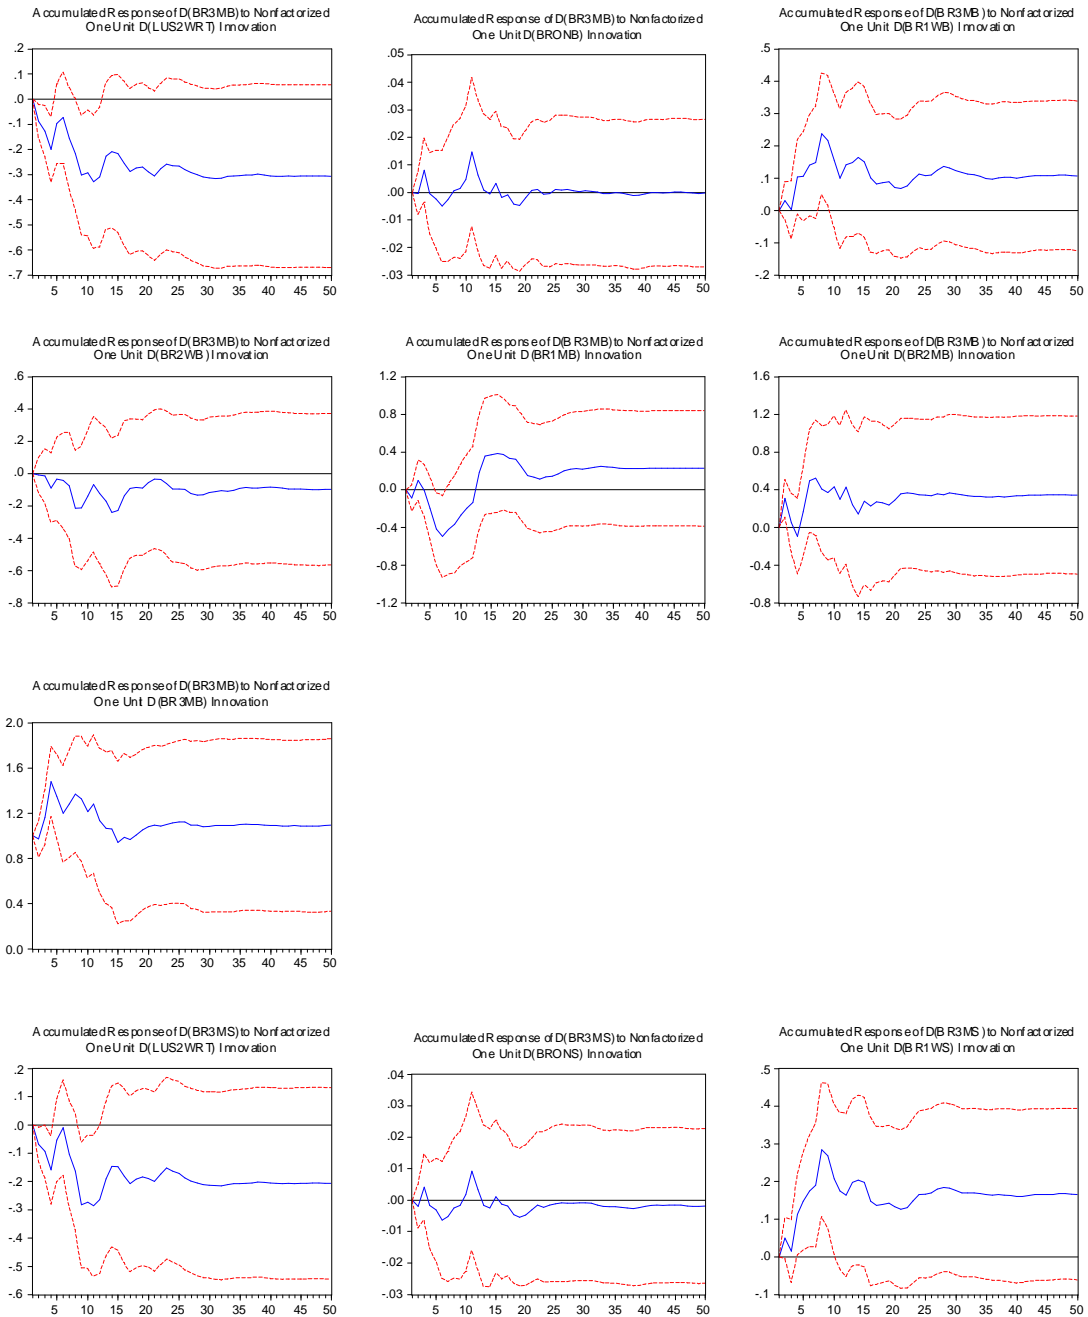 Accumulated Response of D(BR3MB) to Nonfactorized
One Unit D(LUS2WRT) Innovation
.2
.1
.0
-.1
-.2
-.3
-.4
-.5
-.6
-.7
5 10 15 20 25 30 35 40 45 50
Accumulated Response of D(BR3MB) to Nonfactorized
One Unit D(BRONB) Innovation
.05
.04
.03
.02
.01
.00
-.01
-.02
-.03
5 10 15 20 25 30 35 40 45 50
Accumulated Response of D(BR3MB) to Nonfactorized
One Unit D(BR1WB) Innovation
.5
.4
.3
.2
.1
.0
-.1
-.2
5 10 15 20 25 30 35 40 45 50
Accumulated Response of D(BR3MB) to Nonfactorized
One Unit D(BR2WB) Innovation
.6
.4
.2
.0
-.2
-.4
-.6
-.8
5 10 15 20 25 30 35 40 45 50
Accumulated Response of D(BR3MB) to Nonfactorized
One Unit D(BR1MB) Innovation
1.2
0.8
0.4
0.0
-0.4
-0.8
-1.2
5 10 15 20 25 30 35 40 45 50
Accumulated Response of D(BR3MB) to Nonfactorized
One Unit D(BR2MB) Innovation
1.6
1.2
0.8
0.4
0.0
-0.4
-0.8
5 10 15 20 25 30 35 40 45 50
Accumulated Response of D(BR3MB) to Nonfactorized
One Unit D(BR3MB) Innovation
2.0
1.6
1.2
0.8
0.4
0.0
5 10 15 20 25 30 35 40 45 50
Accumulated Response of D(BR3MS) to Nonfactorized
One Unit D(LUS2WRT) Innovation
.2
.1
.0
-.1
-.2
-.3
-.4
-.5
-.6
5 10 15 20 25 30 35 40 45 50
Accumulated Response of D(BR3MS) to Nonfactorized
One Unit D(BRONS) Innovation
.04
.03
.02
.01
.00
-.01
-.02
-.03
5 10 15 20 25 30 35 40 45 50
Accumulated Response of D(BR3MS) to Nonfactorized
One Unit D(BR1WS) Innovation
.5
.4
.3
.2
.1
.0
-.1
5 10 15 20 25 30 35 40 45 50